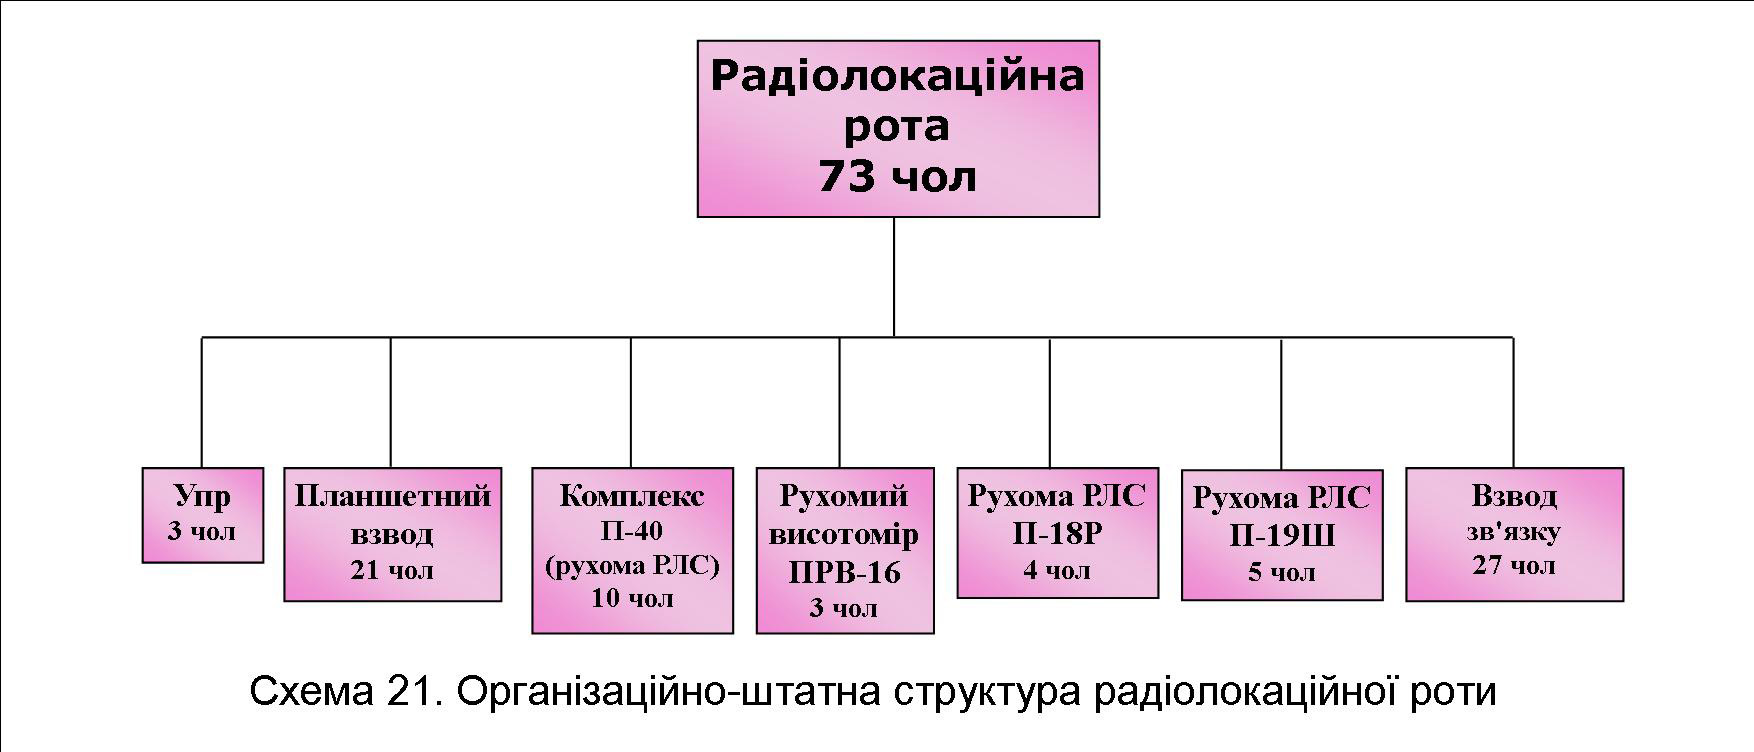 Радіолокаційна
рота
73 чол
Упр
3 чол
Планшетний
взвод
21 чол
Комплекс
П-40
(рухома РЛС)
10 чол
Рухомий
висотомір
ПРВ-16
3 чол
Рухома РЛС
П-18Р
4 чол
Рухома РЛС
П-19Ш
5 чол
Взвод
зв'язку
27 чол
Схема 21. Організаційно-штатна структура радіолокаційної роти